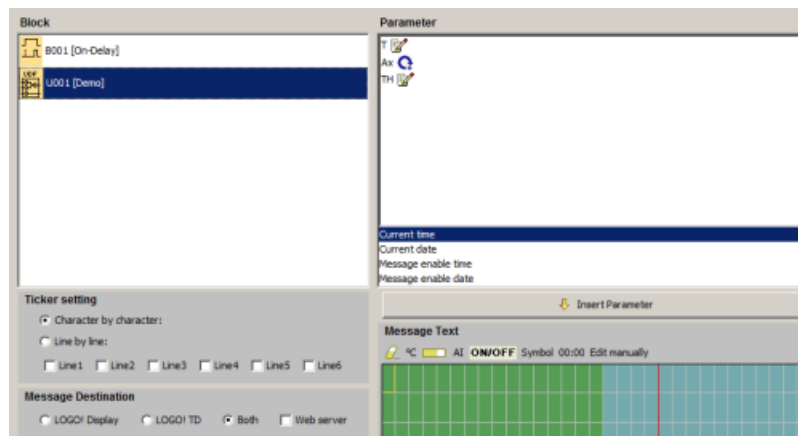 Block
B001 [On-Delay]
UDF
U001 [Demo]
Parameter
T
Ax
TH
Current time
Current date
Message enable time
Message enable date
Insert Parameter
Ticker setting
Character by character:
Line by line:
Line1 Line2 Line3 Line4 Line5 Line6
Message Destination
LOGO! Display LOGO! TD Both Web server
Message Text
°C AI ON/OFF Symbol 00:00 Edit manually